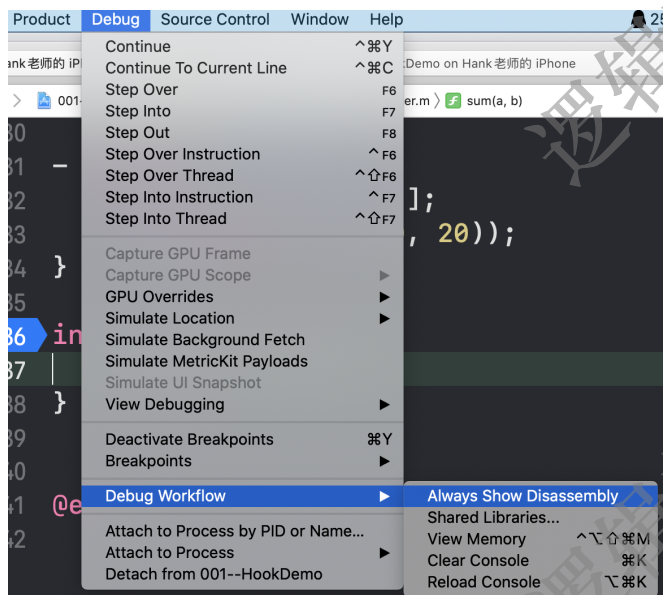 Product Debug Source Control Window Help 25
ank老师的 iP
Demo on Hank老师的 iPhone
001-
er.m 〉 f sum(a, b)
Continue ^⌘Y
Continue To Current Line ^⌘C
Step Over F6
Step Into F7
Step Out F8
Step Over Instruction ^F6
Step Over Thread ^⇧F6
Step Into Instruction ^F7
Step Into Thread ^⇧F7
Capture GPU Frame
Capture GPU Scope ▶
GPU Overrides ▶
Simulate Location ▶
Simulate Background Fetch
Simulate MetricKit Payloads
Simulate UI Snapshot
View Debugging ▶
Deactivate Breakpoints ⌘Y
Breakpoints ▶
Debug Workflow ▶
Attach to Process by PID or Name...
Attach to Process ▶
Detach from 001--HookDemo
Always Show Disassembly
Shared Libraries...
View Memory ^⌥⇧⌘M
Clear Console ⌘K
Reload Console ⌥⌘K
30
31 –
32 ];
33 , 20));
34 }
35
36 in
37
38 }
39
40
41 @e
42
逻辑
逻辑